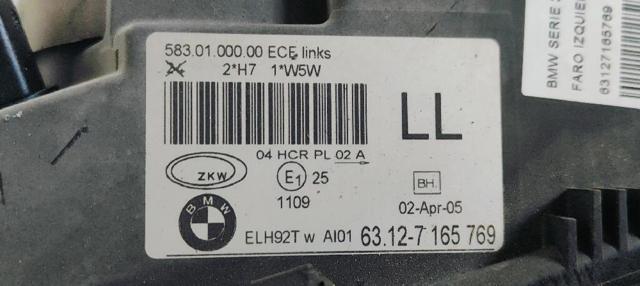 583.01.000.00 ECE links
2*H7 1*W5W
LL
04 HCR PL 02 A
ZKW
E1 25
BH
1109
02-Apr-05
BMW
ELH92T w AI01 63.12-7 165 769
BMW SERIE
FARO IZQUIE
63127165769